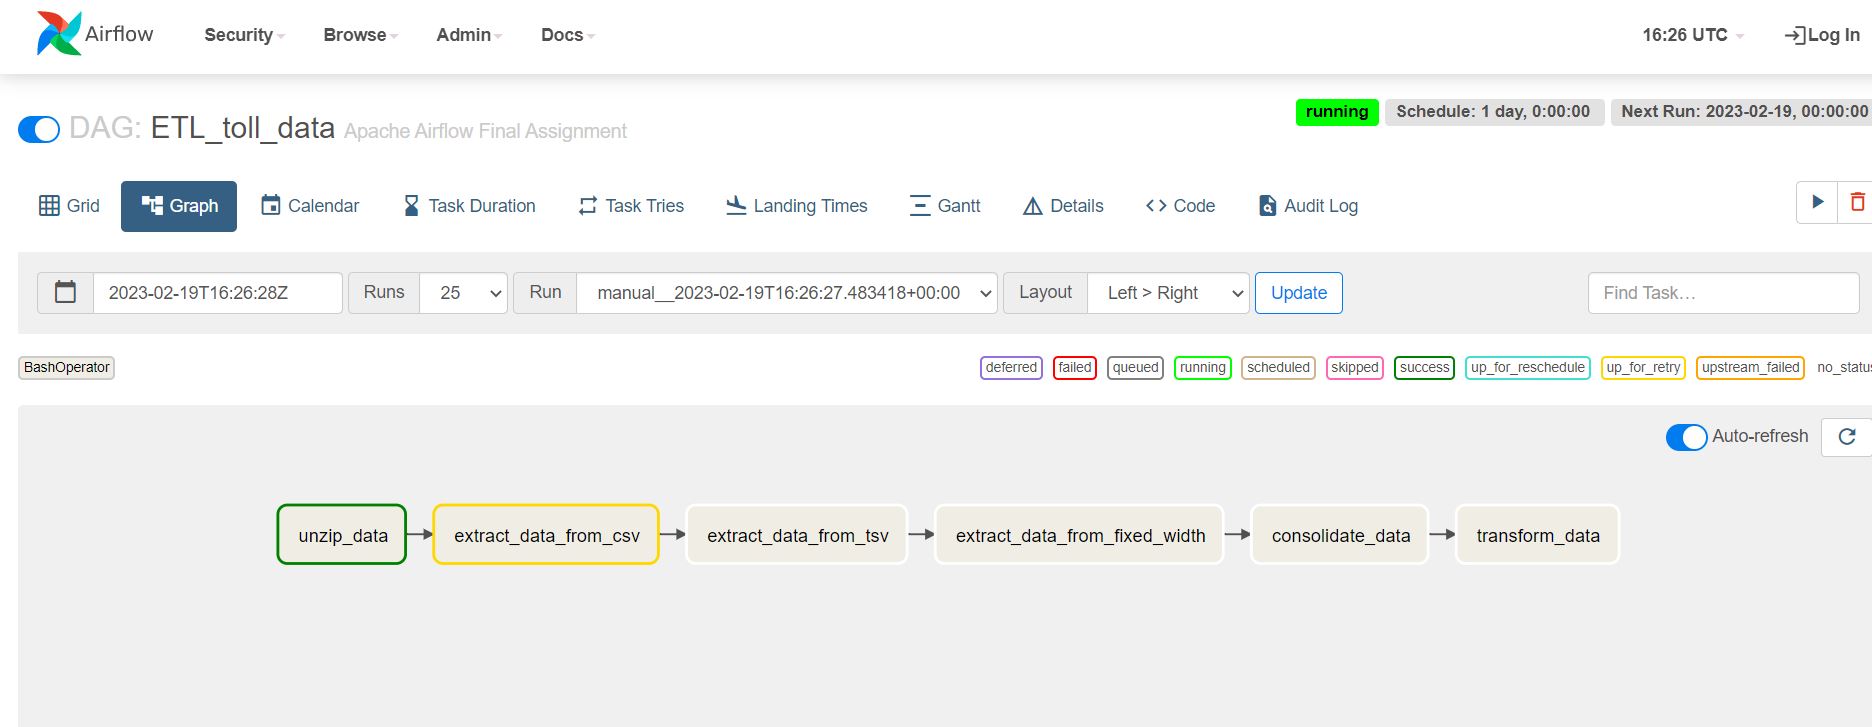 Airflow Security Browse Admin Docs 16:26 UTC Log In
running Schedule: 1 day, 0:00:00 Next Run: 2023-02-19, 00:00:00
DAG: ETL_toll_data Apache Airflow Final Assignment
Grid Graph Calendar Task Duration Task Tries Landing Times Gantt Details Code Audit Log
2023-02-19T16:26:28Z Runs 25 Run manual__2023-02-19T16:26:27.483418+00:00 Layout Left > Right Update Find Task…
BashOperator deferred failed queued running scheduled skipped success up_for_reschedule up_for_retry upstream_failed no_status
Auto-refresh
unzip_data extract_data_from_csv extract_data_from_tsv extract_data_from_fixed_width consolidate_data transform_data